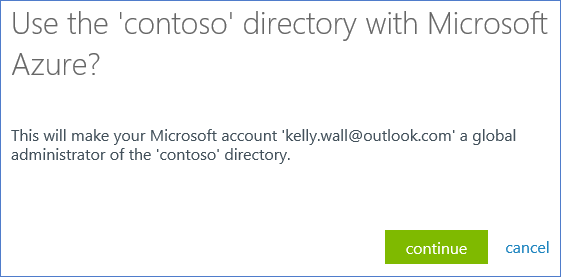 Use the 'contoso' directory with Microsoft
Azure?
This will make your Microsoft account 'kelly.wall@outlook.com' a global
administrator of the 'contoso' directory.
continue cancel